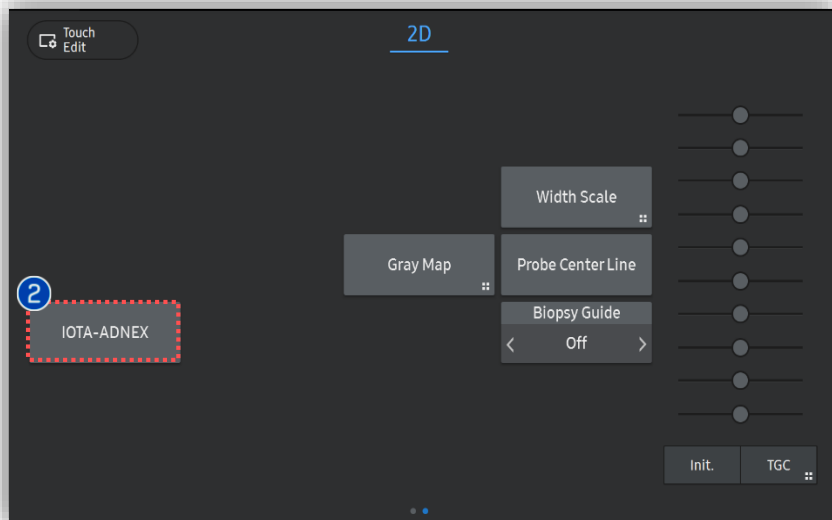 Touch
Edit
2D
Width Scale
Gray Map
Probe Center Line
2
IOTA-ADNEX
Biopsy Guide
< Off >
Init.
TGC